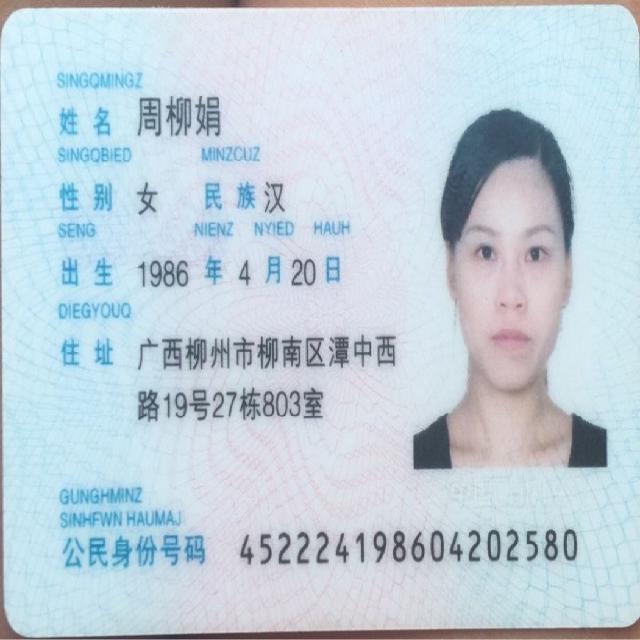 SINGQMINGZ
姓名 周柳娟
SINGQBIED MINZCUZ
性别 女 民族 汉
SENG NIENZ NYIED HAUH
出生 1986 年 4 月 20 日
DIEGYOUQ
住址 广西柳州市柳南区潭中西
路19号27栋803室
GUNGHMINZ
SINHFWN HAUMAJ
公民身份号码 452224198604202580